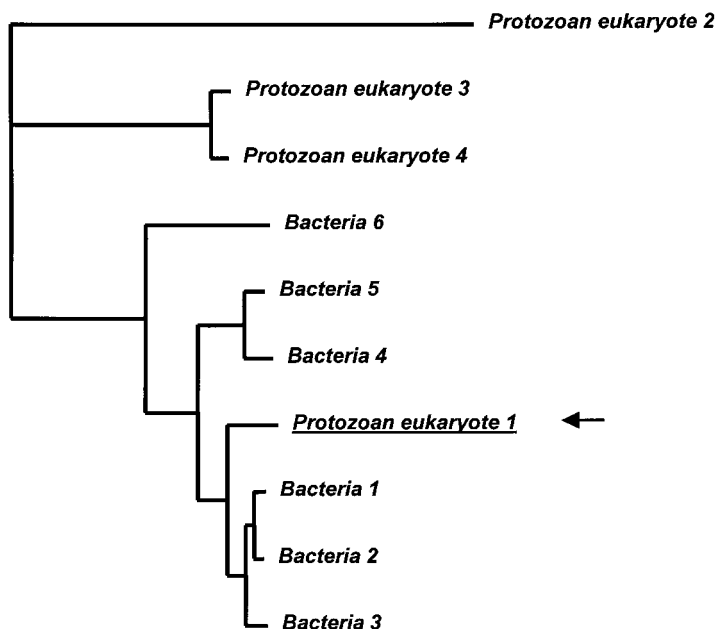 Protozoan eukaryote 2
Protozoan eukaryote 3
Protozoan eukaryote 4
Bacteria 6
Bacteria 5
Bacteria 4
Protozoan eukaryote 1
Bacteria 1
Bacteria 2
Bacteria 3